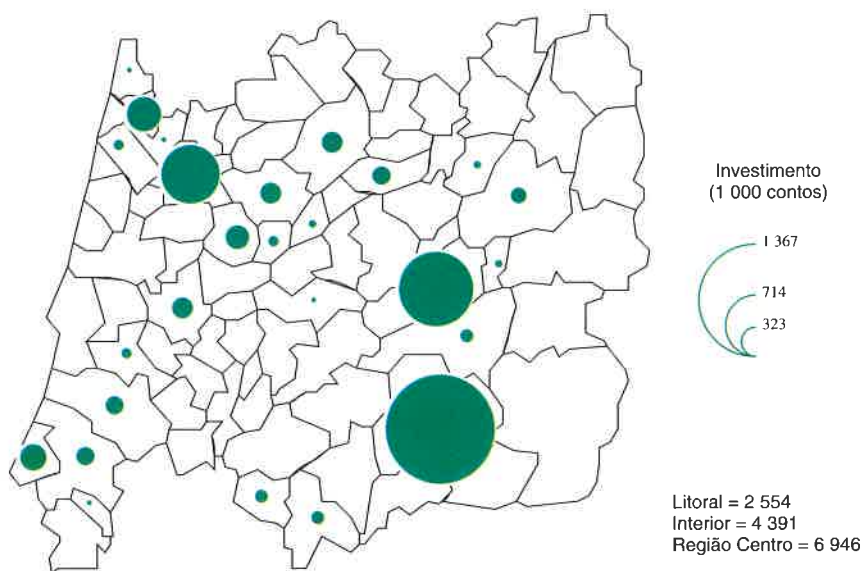 Investimento
(1 000 contos)
1 367
714
323
Litoral = 2 554
Interior = 4 391
Região Centro = 6 946